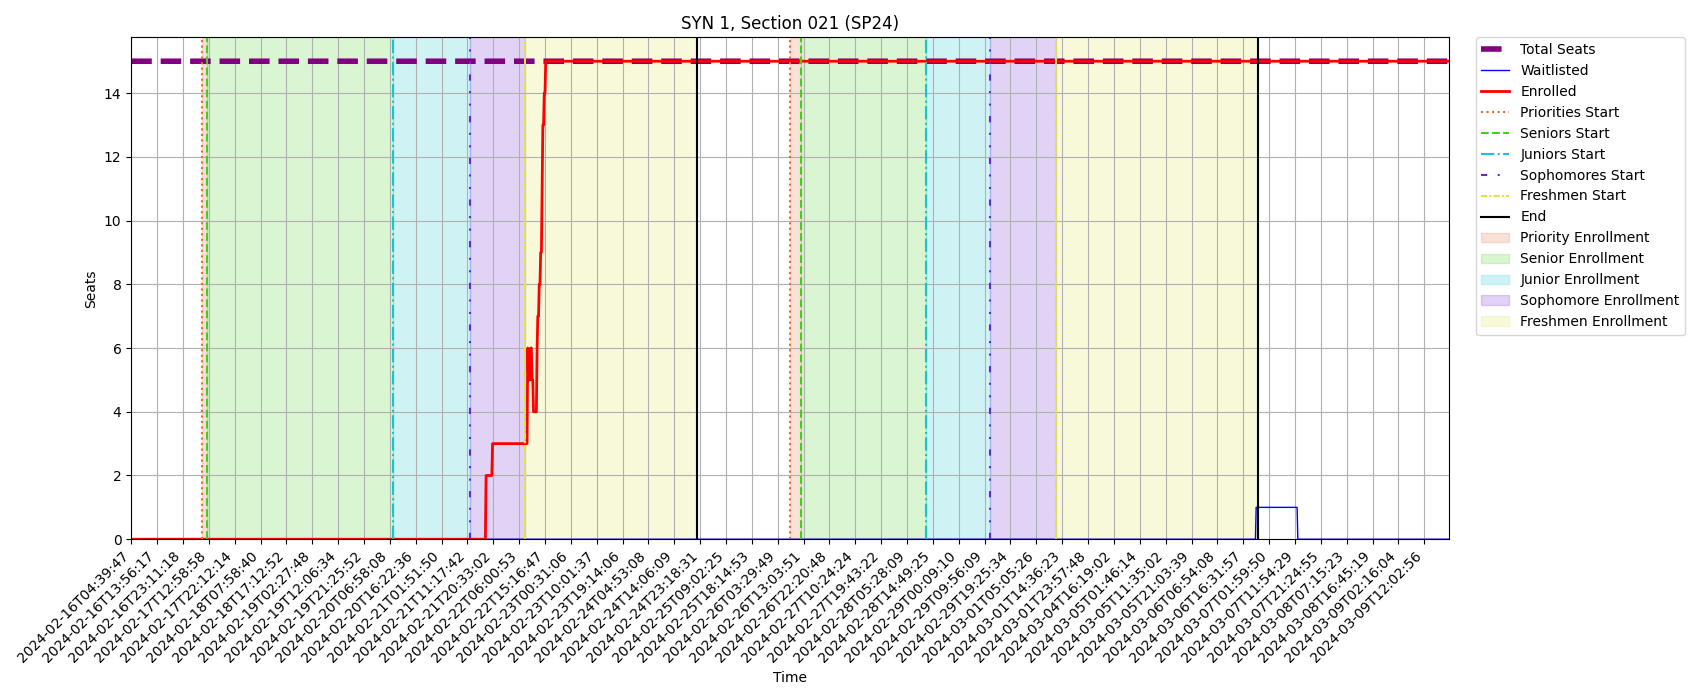 SYN 1, Section 021 (SP24)
Seats
14
12
10
8
6
4
2
0
2024-02-16T04:39:47
2024-02-16T13:56:17
2024-02-16T23:11:18
2024-02-17T12:58:58
2024-02-17T22:12:14
2024-02-18T07:58:40
2024-02-18T17:12:52
2024-02-19T02:27:48
2024-02-19T12:06:34
2024-02-19T21:25:52
2024-02-20T06:58:08
2024-02-20T16:22:36
2024-02-21T01:51:50
2024-02-21T11:17:42
2024-02-21T20:33:02
2024-02-22T06:00:53
2024-02-22T15:16:47
2024-02-23T00:31:06
2024-02-23T10:01:37
2024-02-23T19:14:06
2024-02-24T04:53:08
2024-02-24T14:06:09
2024-02-24T23:18:31
2024-02-25T09:02:25
2024-02-25T18:14:53
2024-02-26T03:29:49
2024-02-26T13:03:51
2024-02-26T22:20:48
2024-02-27T10:24:24
2024-02-27T19:43:22
2024-02-28T05:28:09
2024-02-28T14:49:25
2024-02-29T00:09:10
2024-02-29T09:56:09
2024-02-29T19:25:34
2024-03-01T05:05:26
2024-03-01T14:36:23
2024-03-01T23:57:48
2024-03-04T16:19:02
2024-03-05T01:46:14
2024-03-05T11:35:02
2024-03-05T21:03:39
2024-03-06T06:54:08
2024-03-06T16:31:57
2024-03-07T01:59:50
2024-03-07T11:54:29
2024-03-07T21:24:55
2024-03-08T07:15:23
2024-03-08T16:45:19
2024-03-09T02:16:04
2024-03-09T12:02:56
Time
Total Seats
Waitlisted
Enrolled
Priorities Start
Seniors Start
Juniors Start
Sophomores Start
Freshmen Start
End
Priority Enrollment
Senior Enrollment
Junior Enrollment
Sophomore Enrollment
Freshmen Enrollment